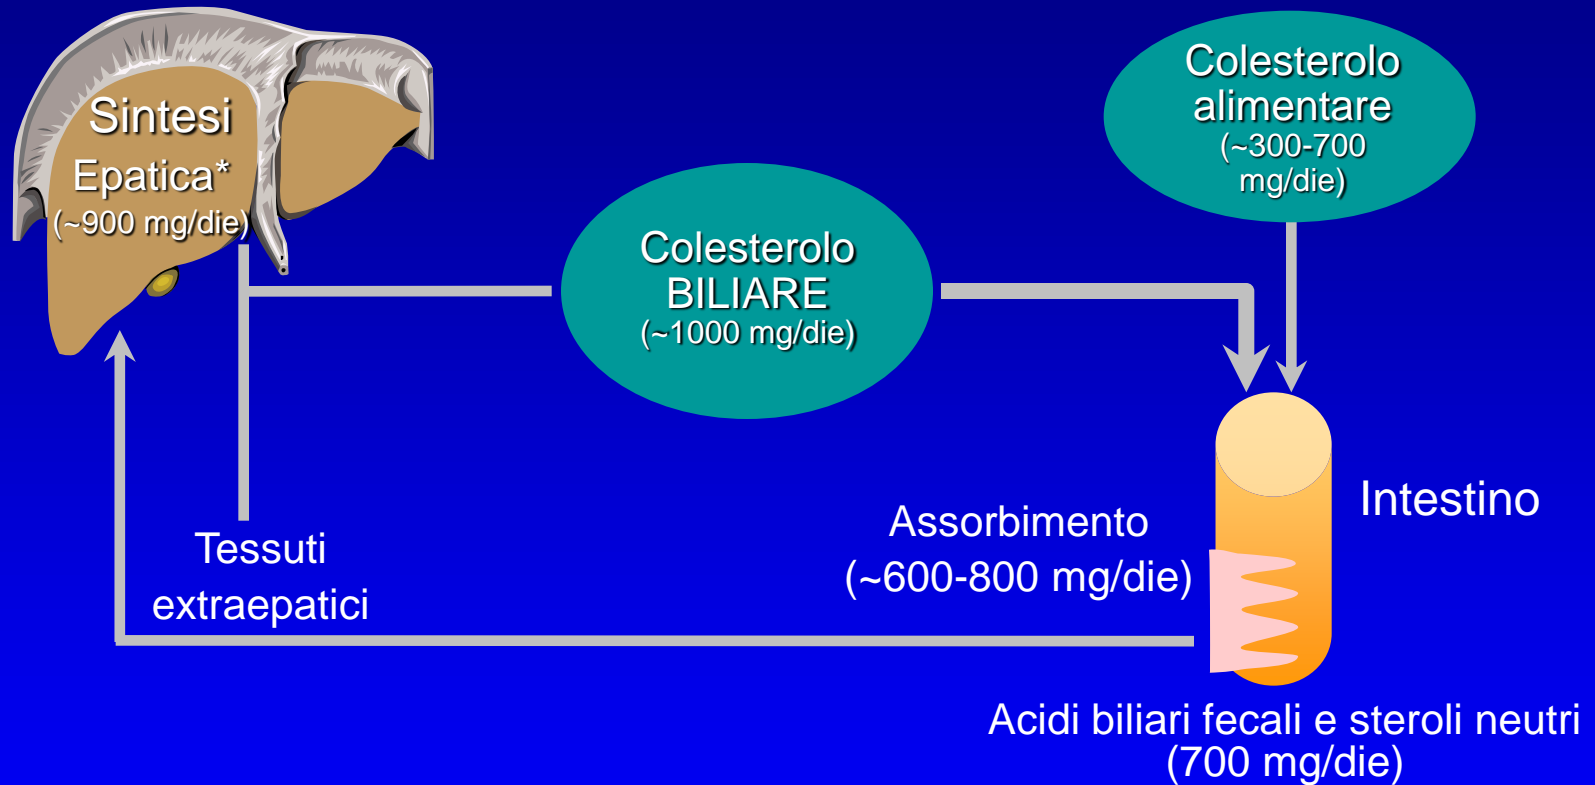 Sintesi
Epatica*
(~900 mg/die)
Colesterolo
alimentare
(~300-700
mg/die)
Colesterolo
BILIARE
(~1000 mg/die)
Intestino
Assorbimento
(~600-800 mg/die)
Tessuti
extraepatici
Acidi biliari fecali e steroli neutri
(700 mg/die)